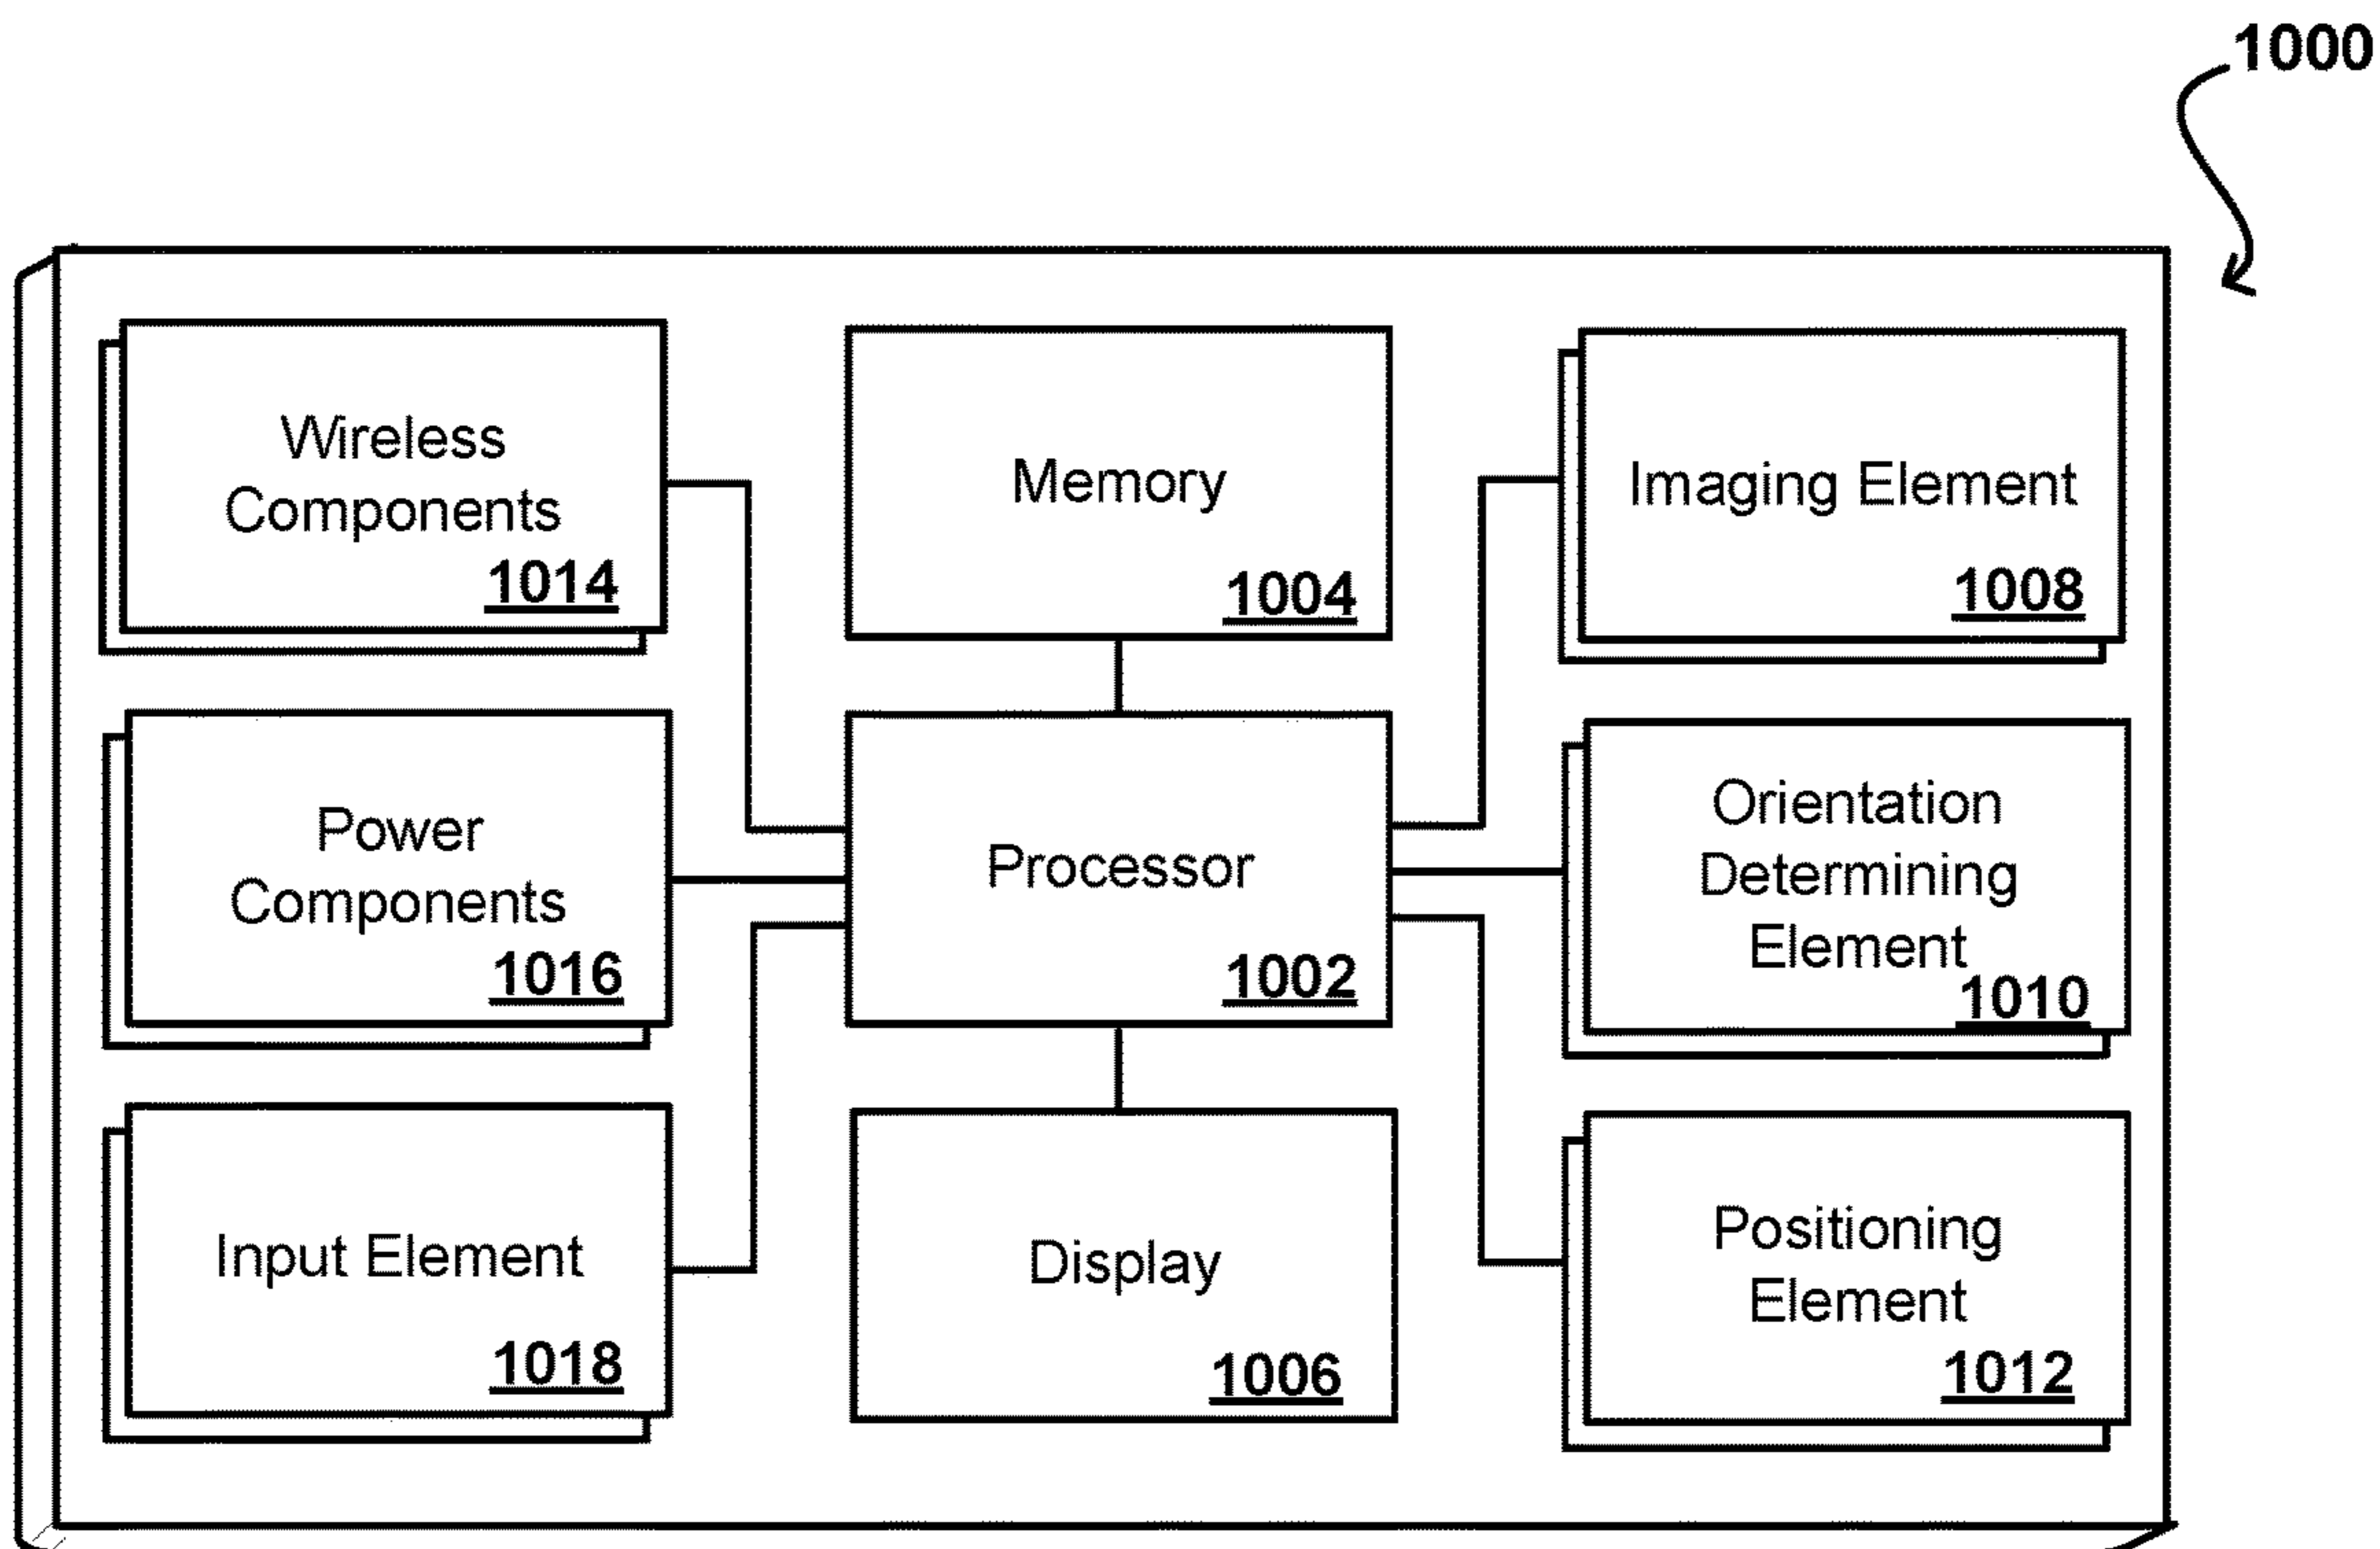 1000
Wireless
Components
1014
Memory
1004
Imaging Element
1008
Power
Components
1016
Processor
1002
Orientation
Determining
Element
1010
Input Element
1018
Display
1006
Positioning
Element
1012